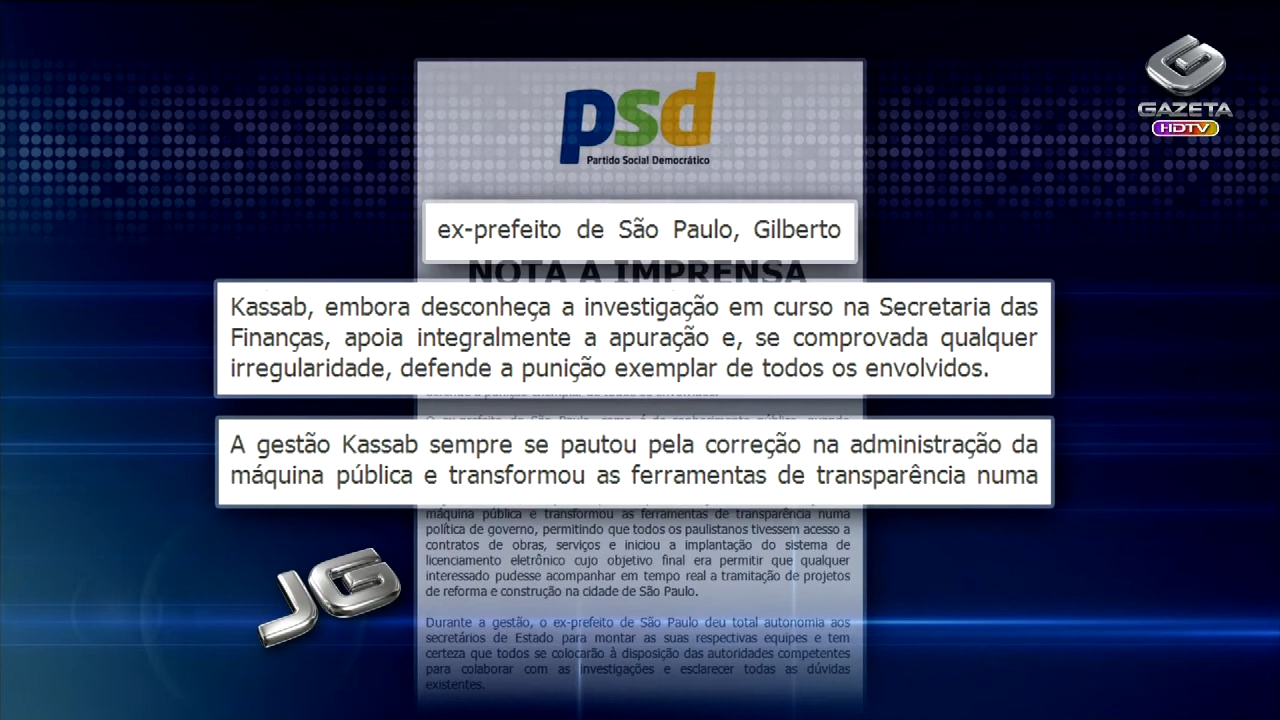 psd
Partido Social Democrático
GAZETA
HDTV
ex-prefeito de São Paulo, Gilberto
NOTA A IMPRENSA
Kassab, embora desconheça a investigação em curso na Secretaria das
Finanças, apoia integralmente a apuração e, se comprovada qualquer
irregularidade, defende a punição exemplar de todos os envolvidos.
A gestão Kassab sempre se pautou pela correção na administração da
máquina pública e transformou as ferramentas de transparência numa
máquina pública e transformou as ferramentas de transparência numa
política de governo, permitindo que todos os paulistanos tivessem acesso a
contratos de obras, serviços e iniciou a implantação do sistema de
licenciamento eletrônico cujo objetivo final era permitir que qualquer
interessado pudesse acompanhar em tempo real a tramitação de projetos
de reforma e construção na cidade de São Paulo.
Durante a gestão, o ex-prefeito de São Paulo deu total autonomia aos
secretários de Estado para montar as suas respectivas equipes e tem
certeza que todos se colocarão à disposição das autoridades competentes
para colaborar com as investigações e esclarecer todas as dúvidas
existentes.
JG